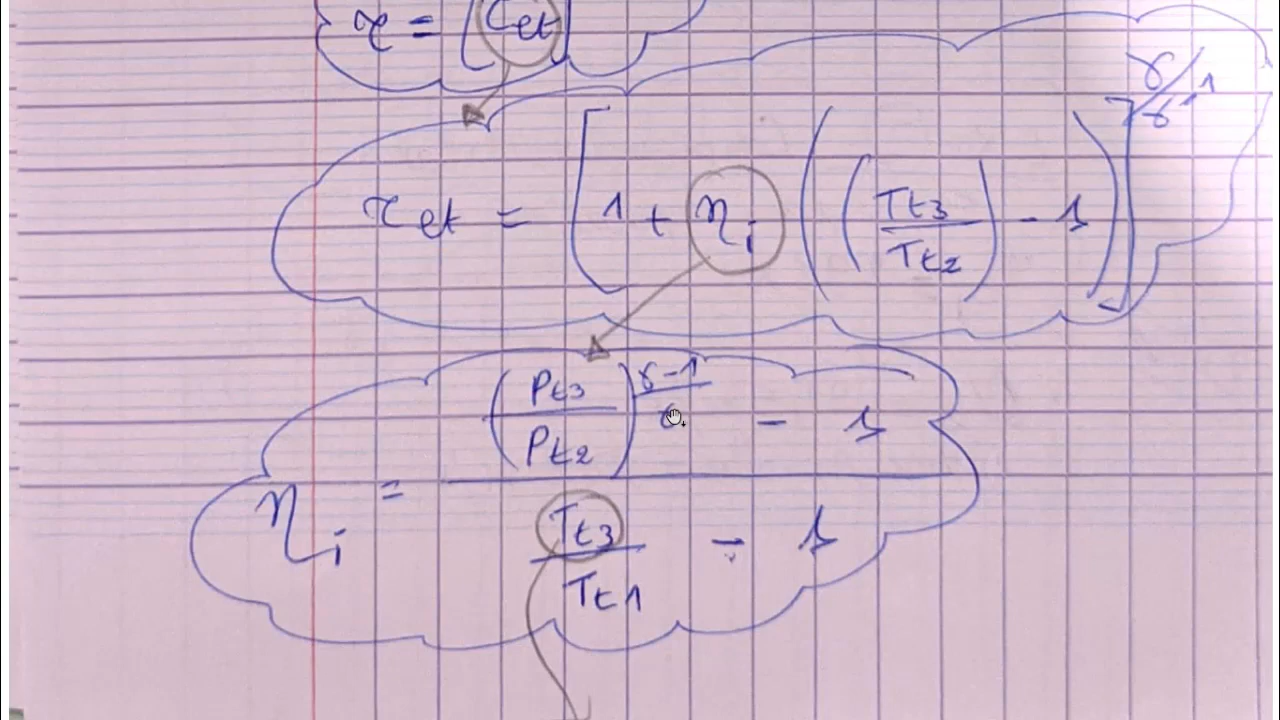 τ = (τet)
τet = [1 + ηi ((Tt3/Tt2) - 1)]^γ/γ-1
ηi = ((Pt3/Pt2)^(γ-1)/γ - 1) / (Tt3/Tt1 - 1)